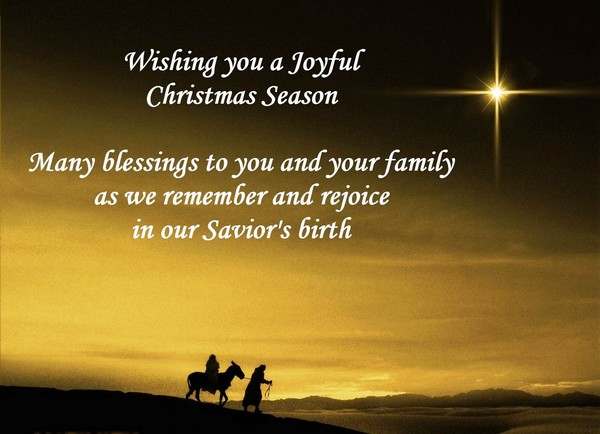 Wishing you a Joyful
Christmas Season
Many blessings to you and your family
as we remember and rejoice
in our Savior's birth